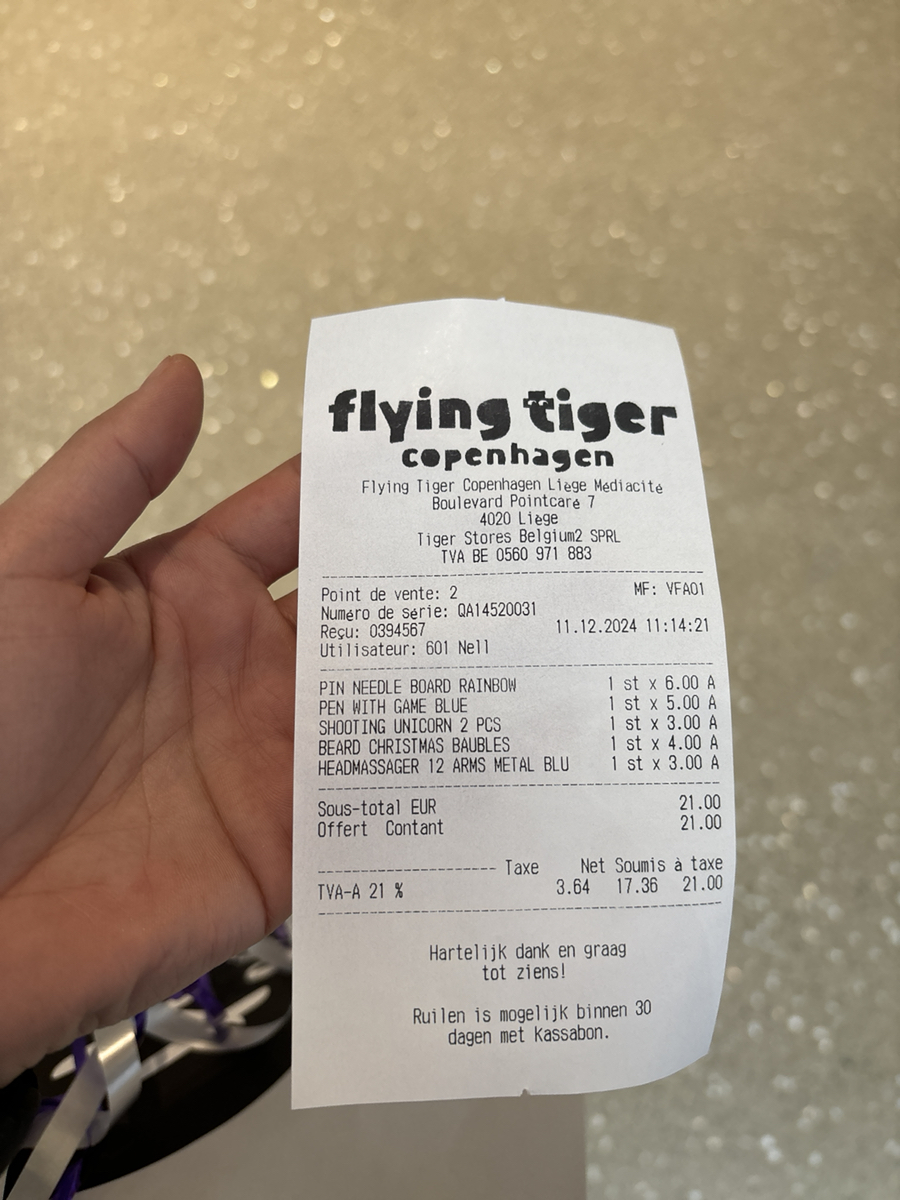 flying tiger
copenhagen
Flying Tiger Copenhagen Liège Médiacité
Boulevard Pointcaré 7
4020 Liège
Tiger Stores Belgium2 SPRL
TVA BE 0560 971 883
Point de vente: 2 MF: YFA01
Numéro de série: QA14520031
Reçu: 0394567 11.12.2024 11:14:21
Utilisateur: 601 Nell
PIN NEEDLE BOARD RAINBOW 1 st x 6.00 A
PEN WITH GAME BLUE 1 st x 5.00 A
SHOOTING UNICORN 2 PCS 1 st x 3.00 A
BEARD CHRISTMAS BAUBLES 1 st x 4.00 A
HEADMASSAGER 12 ARMS METAL BLU 1 st x 3.00 A
Sous-total EUR 21.00
Offert Contant 21.00
Taxe Net Soumis à taxe
TVA-A 21 % 3.64 17.36 21.00
Hartelijk dank en graag
tot ziens!
Ruilen is mogelijk binnen 30
dagen met Kassabon.